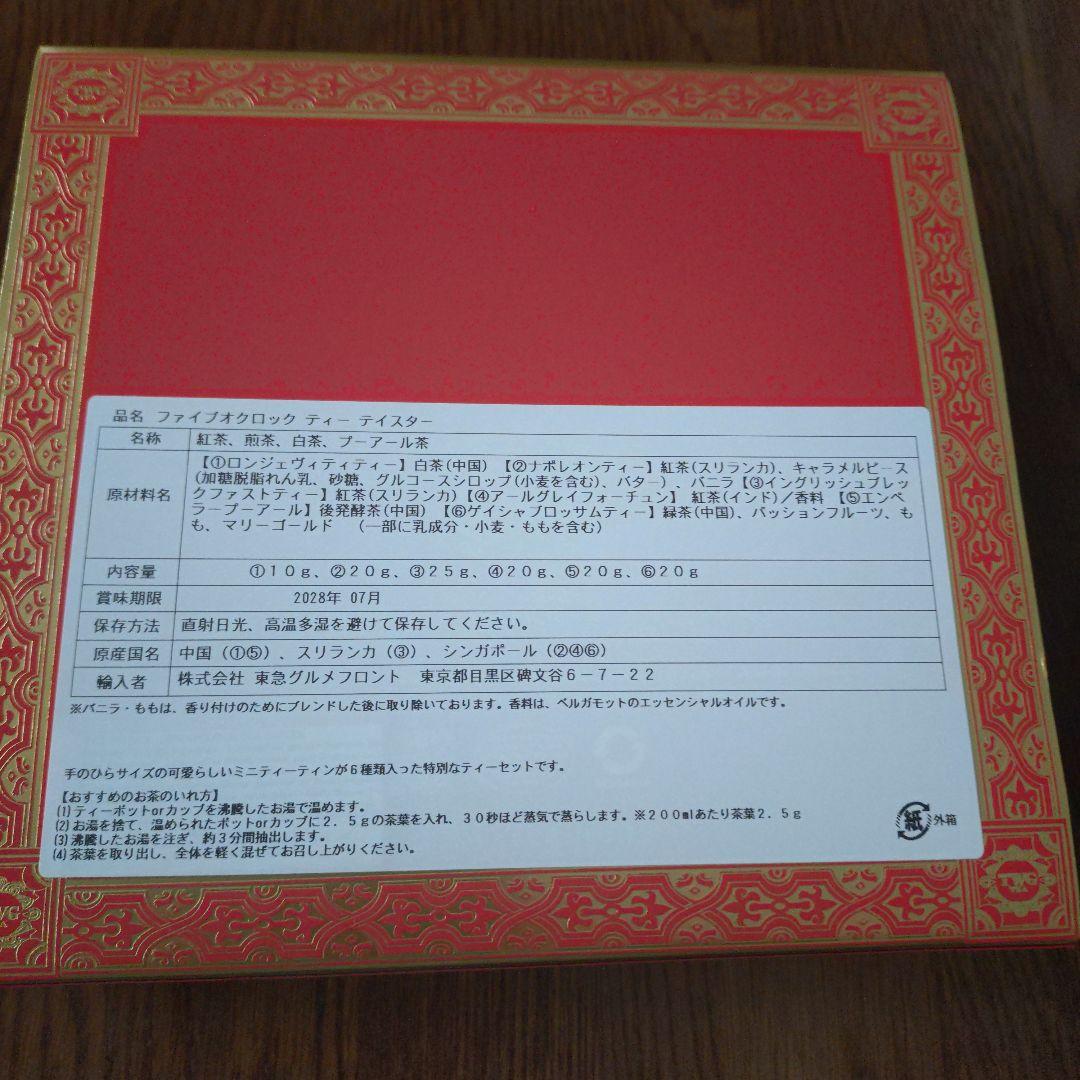 品名 ファイブオクロック ティー テイスター
名称 紅茶、煎茶、白茶、プーアール茶
原材料名 【①ロンジェヴィティティー】白茶(中国) 【②ナポレオンティー】紅茶(スリランカ)、キャラメルピース
(加糖脱脂れん乳、砂糖、グルコースシロップ(小麦を含む)、バター) 、バニラ【③イングリッシュブレッ
クファストティー】紅茶(スリランカ)【④アールグレイフォーチュン】 紅茶(インド)／香料 【⑤エンペ
ラープーアール】後発酵茶(中国) 【⑥ゲイシャブロッサムティー】緑茶(中国)、パッションフルーツ、も
も、マリーゴールド （一部に乳成分・小麦・ももを含む）
内容量 ①１０ｇ、②２０ｇ、③２５ｇ、④２０ｇ、⑤２０ｇ、⑥２０ｇ
賞味期限 2028年 07月
保存方法 直射日光、高温多湿を避けて保存してください。
原産国名 中国（①⑤）、スリランカ（③）、シンガポール（②④⑥）
輸入者 株式会社 東急グルメフロント 東京都目黒区碑文谷６－７－２２
※バニラ・ももは、香り付けのためにブレンドした後に取り除いております。香料は、ベルガモットのエッセンシャルオイルです。
手のひらサイズの可愛らしいミニティーティンが６種類入った特別なティーセットです。
【おすすめのお茶のいれ方】
(1) ティーポットorカップを沸騰したお湯で温めます。
(2) お湯を捨て、温められたポットorカップに２．５ｇの茶葉を入れ、３０秒ほど蒸気で蒸らします。※２００mlあたり茶葉２．５ｇ
(3) 沸騰したお湯を注ぎ、約３分間抽出します。
(4) 茶葉を取り出し、全体を軽く混ぜてお召し上がりください。
紙 外箱